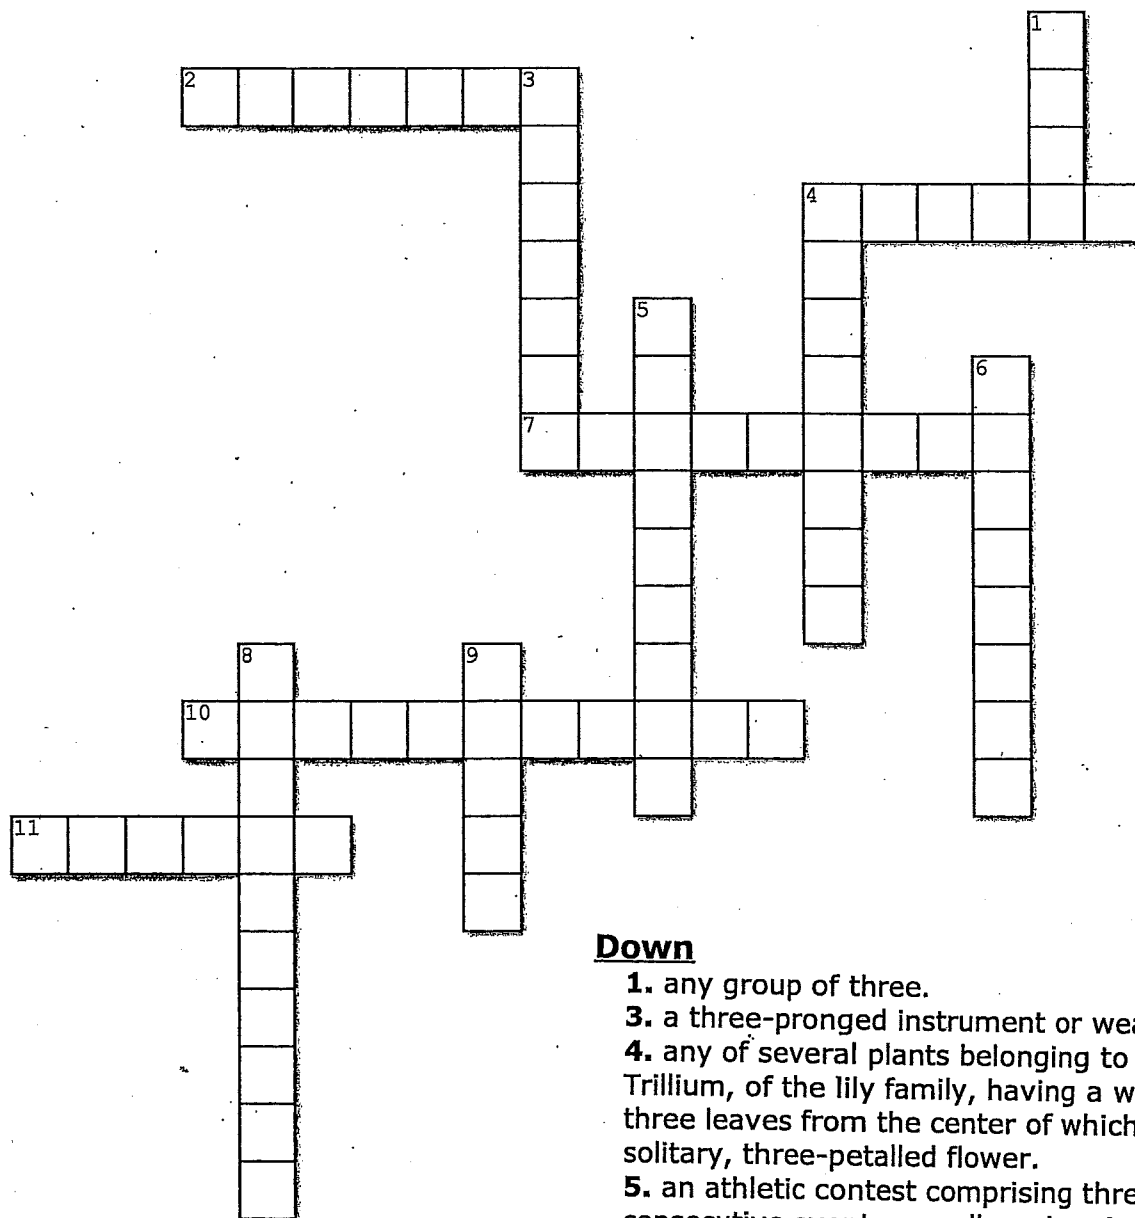 1
2 3
4
5
6
7
8 9
10
11
Down
1. any group of three.
3. a three-pronged instrument or
4. any of several plants belonging to
Trillium, of the lily family, having a
three leaves from the center of which
solitary, three-petalled flower.
5. an athletic contest comprising